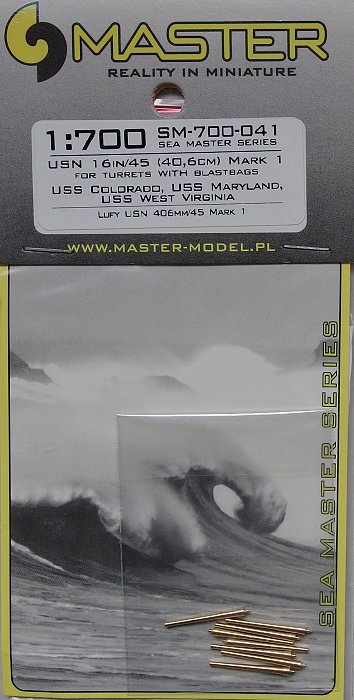 MASTER
REALITY IN MINIATURE
1:700 SM-700-041
SEA MASTER SERIES
USN 16IN/45 (40,6CM) MARK 1
FOR TURRETS WITH BLASTBAGS
USS COLORADO, USS MARYLAND,
USS WEST VIRGINIA
LUFY USN 406MM/45 MARK 1
WWW.MASTER-MODEL.PL
SEA MASTER SERIES